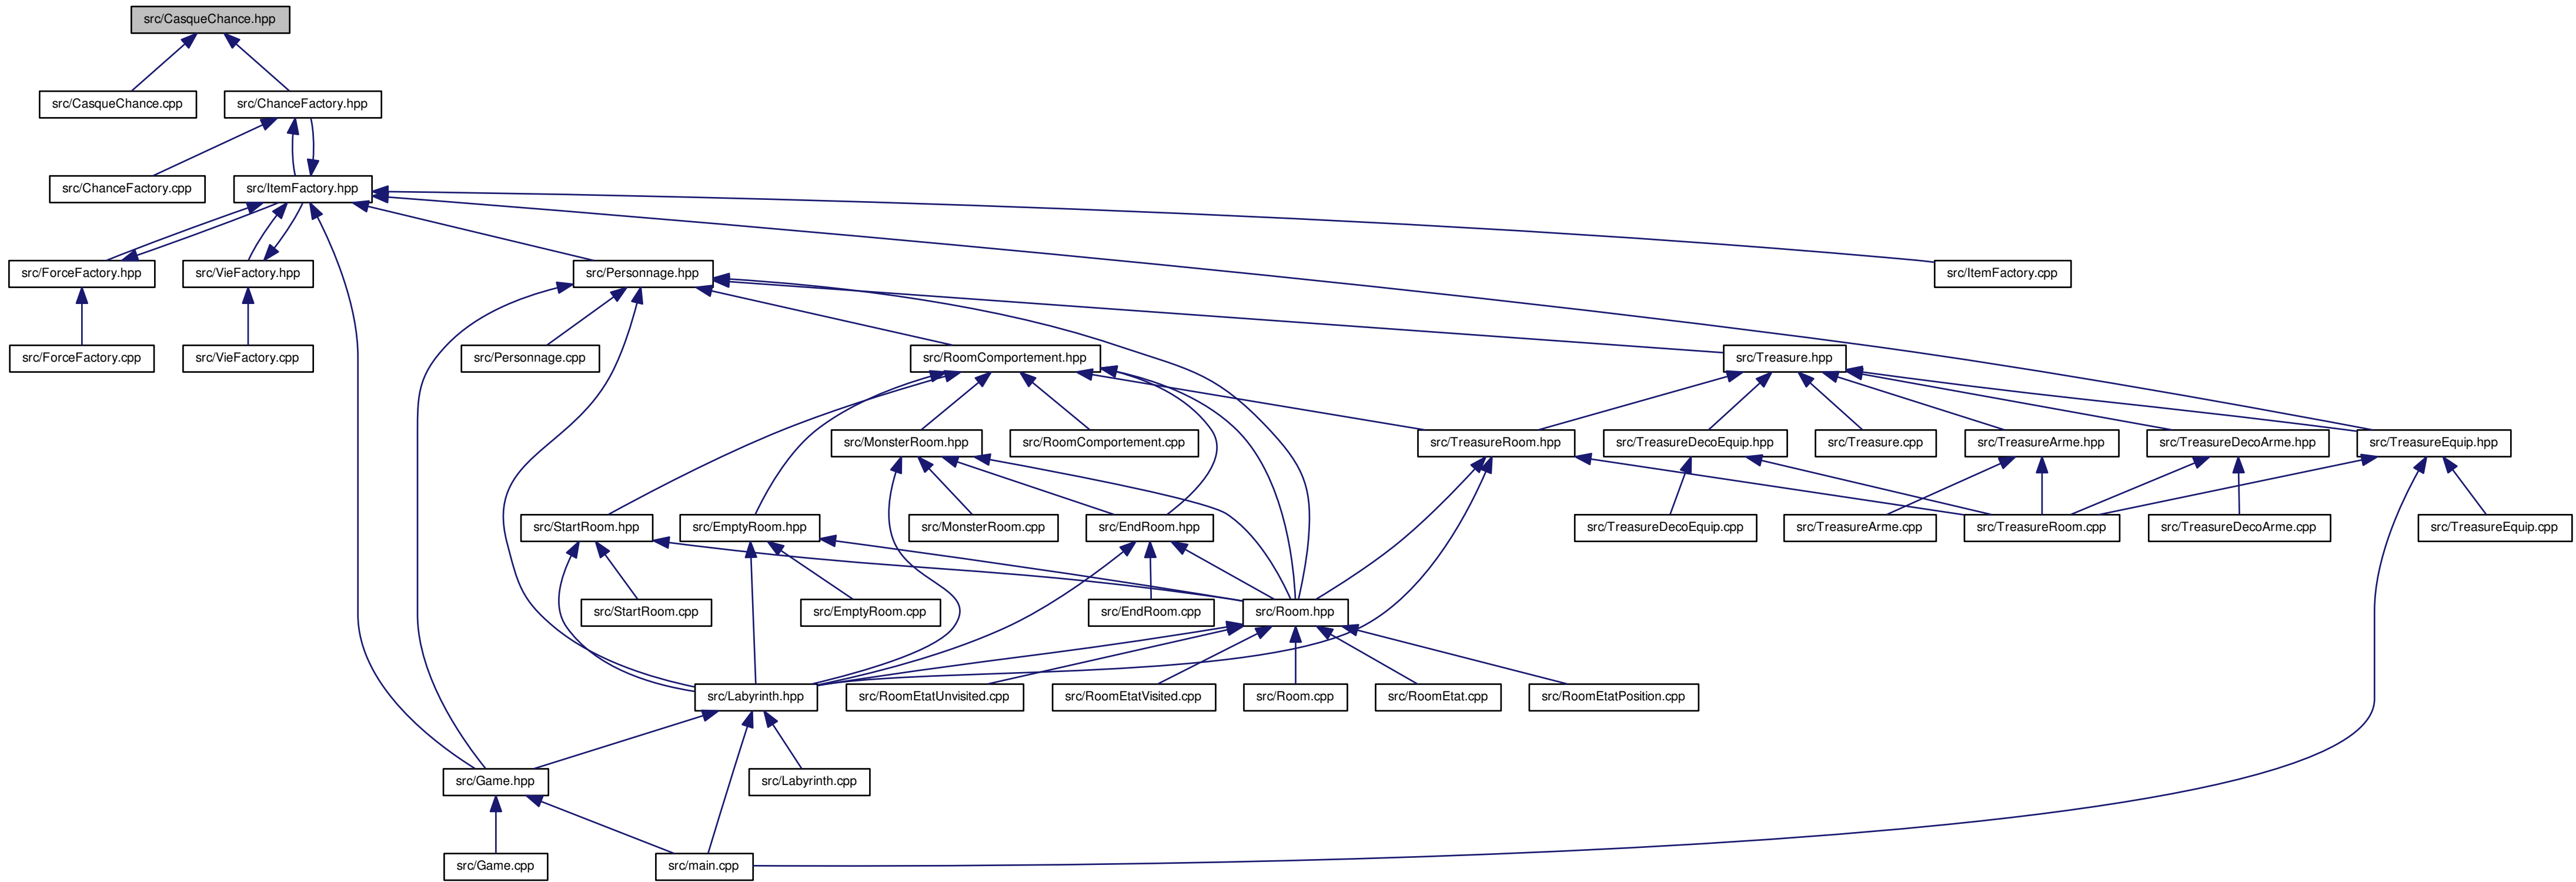 src/CasqueChance.hpp
src/CasqueChance.cpp
src/ChanceFactory.hpp
src/ChanceFactory.cpp
src/ItemFactory.hpp
src/ForceFactory.hpp
src/VieFactory.hpp
src/Personnage.hpp
src/ItemFactory.cpp
src/ForceFactory.cpp
src/VieFactory.cpp
src/Personnage.cpp
src/RoomComportement.hpp
src/Treasure.hpp
src/MonsterRoom.hpp
src/RoomComportement.cpp
src/TreasureRoom.hpp
src/TreasureDecoEquip.hpp
src/Treasure.cpp
src/TreasureArme.hpp
src/TreasureDecoArme.hpp
src/TreasureEquip.hpp
src/StartRoom.hpp
src/EmptyRoom.hpp
src/MonsterRoom.cpp
src/EndRoom.hpp
src/TreasureDecoEquip.cpp
src/TreasureArme.cpp
src/TreasureRoom.cpp
src/TreasureDecoArme.cpp
src/TreasureEquip.cpp
src/StartRoom.cpp
src/EmptyRoom.cpp
src/EndRoom.cpp
src/Room.hpp
src/Labyrinth.hpp
src/RoomEtatUnvisited.cpp
src/RoomEtatVisited.cpp
src/Room.cpp
src/RoomEtat.cpp
src/RoomEtatPosition.cpp
src/Game.hpp
src/Labyrinth.cpp
src/Game.cpp
src/main.cpp